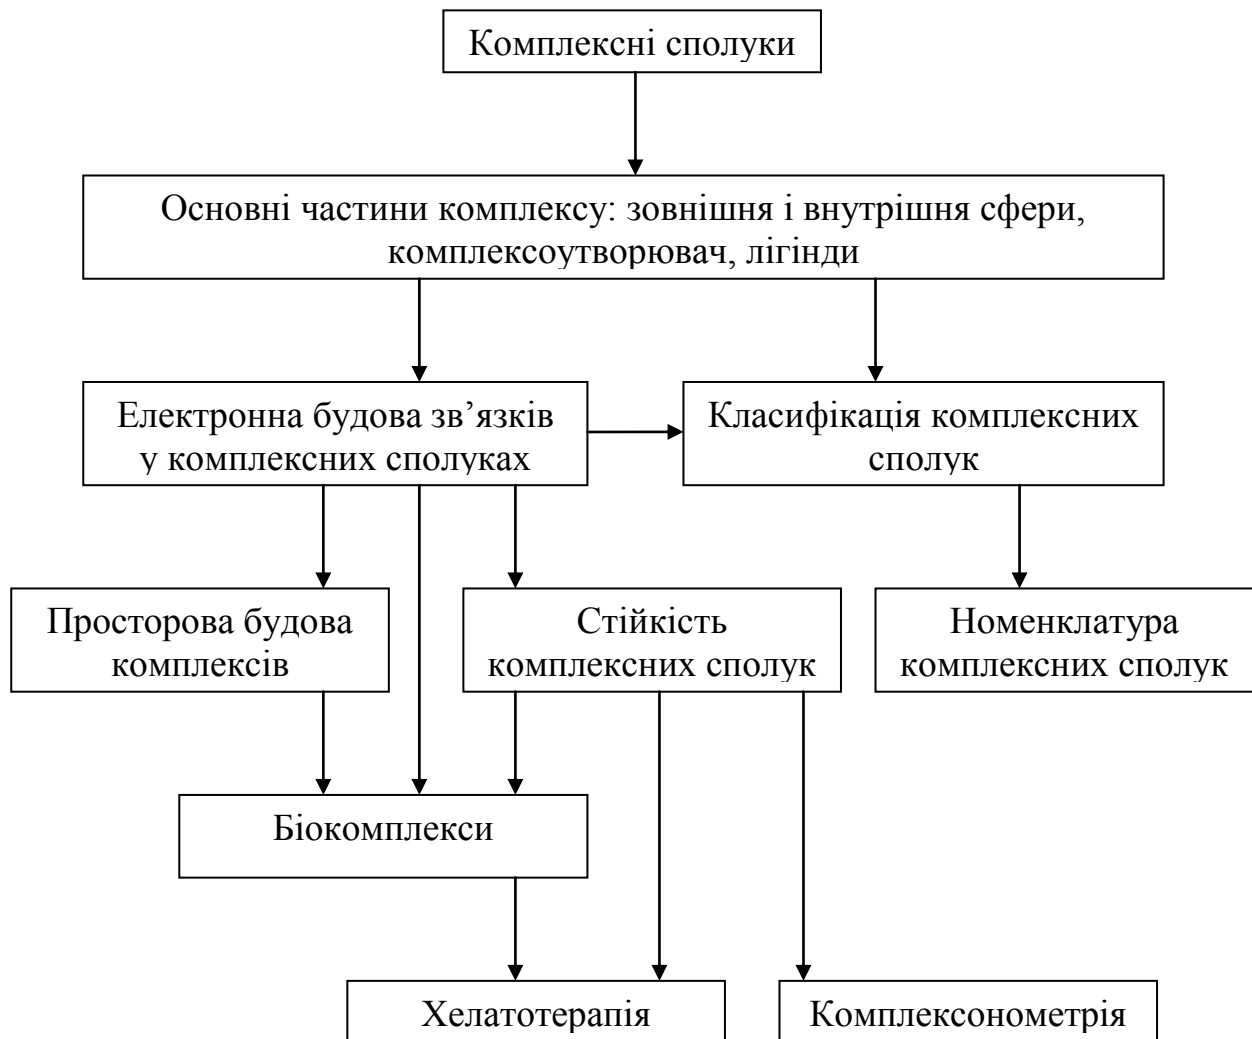 Комплексні сполуки
Основні частини комплексу: зовнішня і внутрішня сфери,
комплексоутворювач, лігінди
Електронна будова зв’язків
у комплексних сполуках
Класифікація комплексних
сполук
Просторова будова
комплексів
Стійкість
комплексних сполук
Номенклатура
комплексних сполук
Біокомплекси
Хелатотерапія
Комплексонометрія